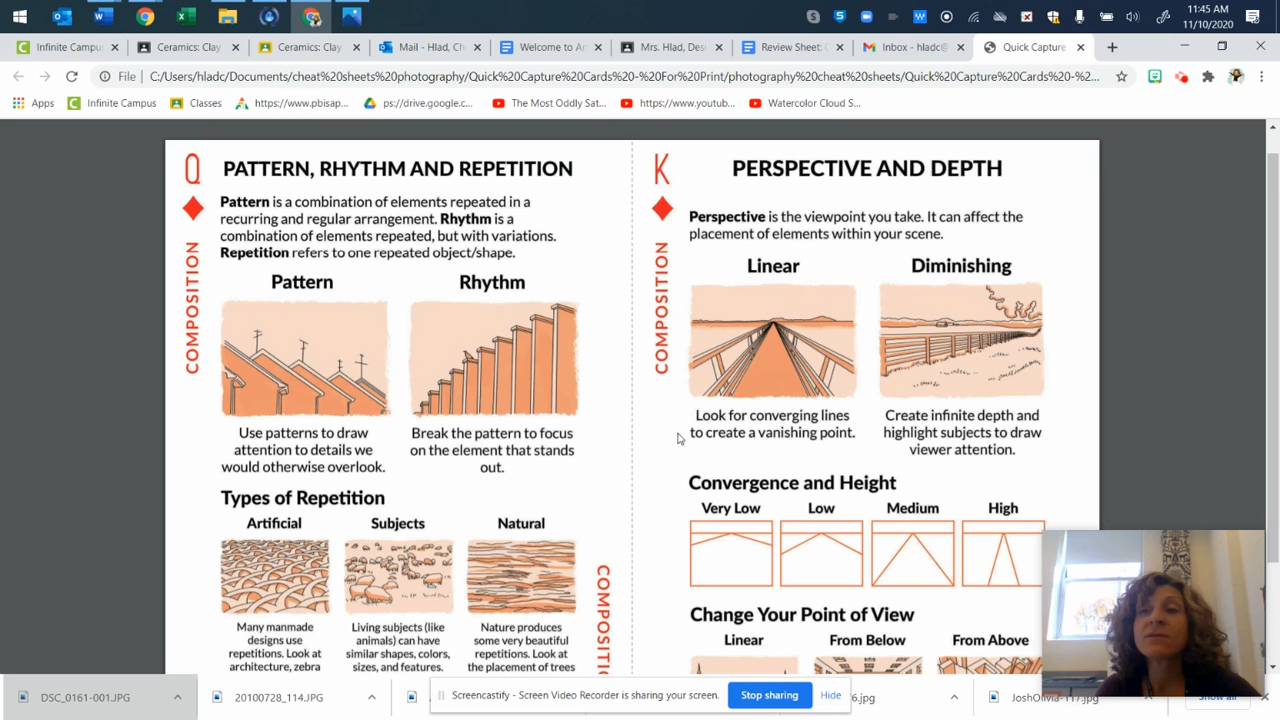 11:45 AM
11/10/2020
Infinite Campu
Ceramics: Clay
Ceramics: Clay
Mail - Hlad, Ch
Welcome to Ar
Mrs. Hlad, Des
Review Sheet: C
Inbox - hladc@
Quick Capture
File
C:/Users/hladc/Documents/cheat%20sheets%20photography/Quick%20Capture%20Cards%20-%20For%20Print/photography%20cheat%20sheets/Quick%20Capture%20Cards%20-%2...
Apps
Infinite Campus
Classes
https://www.pbisap...
ps://drive.google.c...
The Most Oddly Sat...
https://www.youtub...
Watercolor Cloud S...
Q
PATTERN, RHYTHM AND REPETITION
COMPOSITION
Pattern is a combination of elements repeated in a
recurring and regular arrangement. Rhythm is a
combination of elements repeated, but with variations.
Repetition refers to one repeated object/shape.
Pattern
Rhythm
Use patterns to draw
attention to details we
would otherwise overlook.
Break the pattern to focus
on the element that stands
out.
Types of Repetition
Artificial
Subjects
Natural
Many manmade
designs use
repetitions. Look at
architecture, zebra
Living subjects (like
animals) can have
similar shapes, colors,
sizes, and features.
Nature produces
some very beautiful
repetitions. Look at
the placement of trees
COMPOSITI
K
PERSPECTIVE AND DEPTH
COMPOSITION
Perspective is the viewpoint you take. It can affect the
placement of elements within your scene.
Linear
Diminishing
Look for converging lines
to create a vanishing point.
Create infinite depth and
highlight subjects to draw
viewer attention.
Convergence and Height
Very Low
Low
Medium
High
Change Your Point of View
Linear
From Below
From Above
DSC_0161-001.JPG
20100728_114.JPG
Screencastify - Screen Video Recorder is sharing your screen.
Stop sharing
Hide
6.jpg
JoshOlivia-117.jpg
Show all